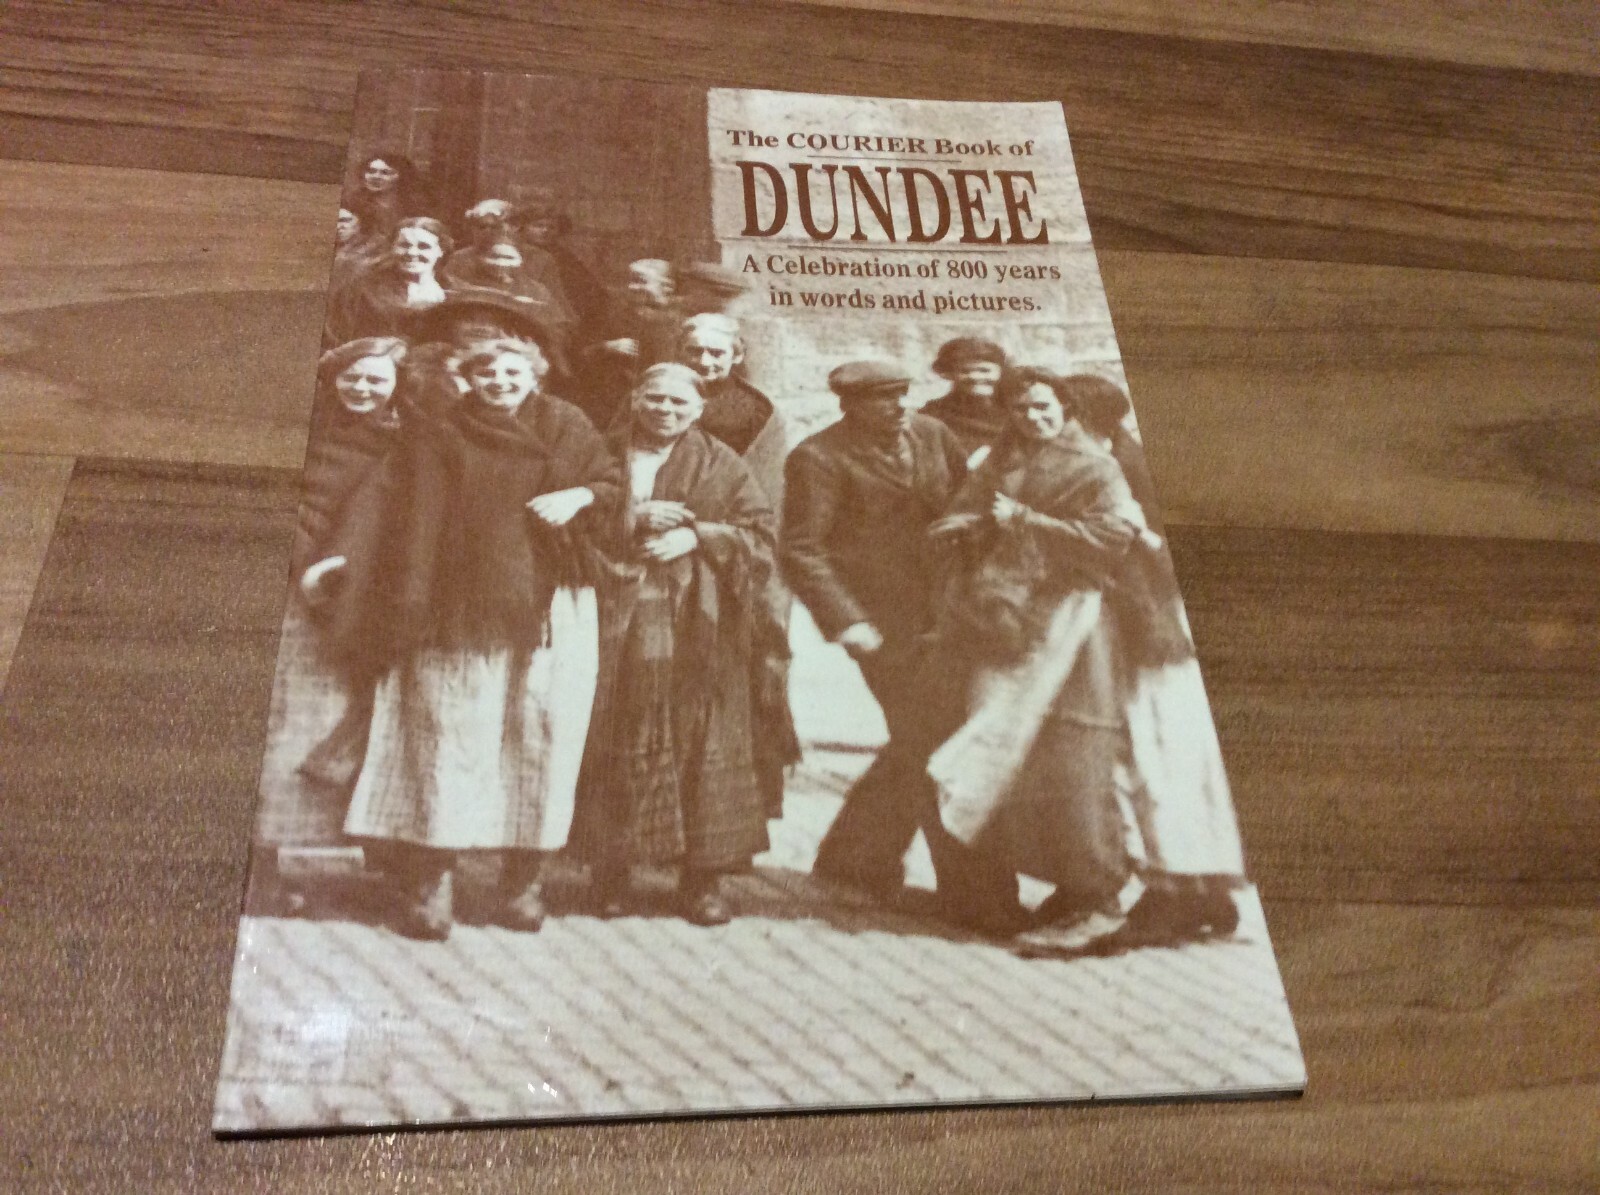 The COURIER Book of
DUNDEE
A Celebration of 800 years
in words and pictures.